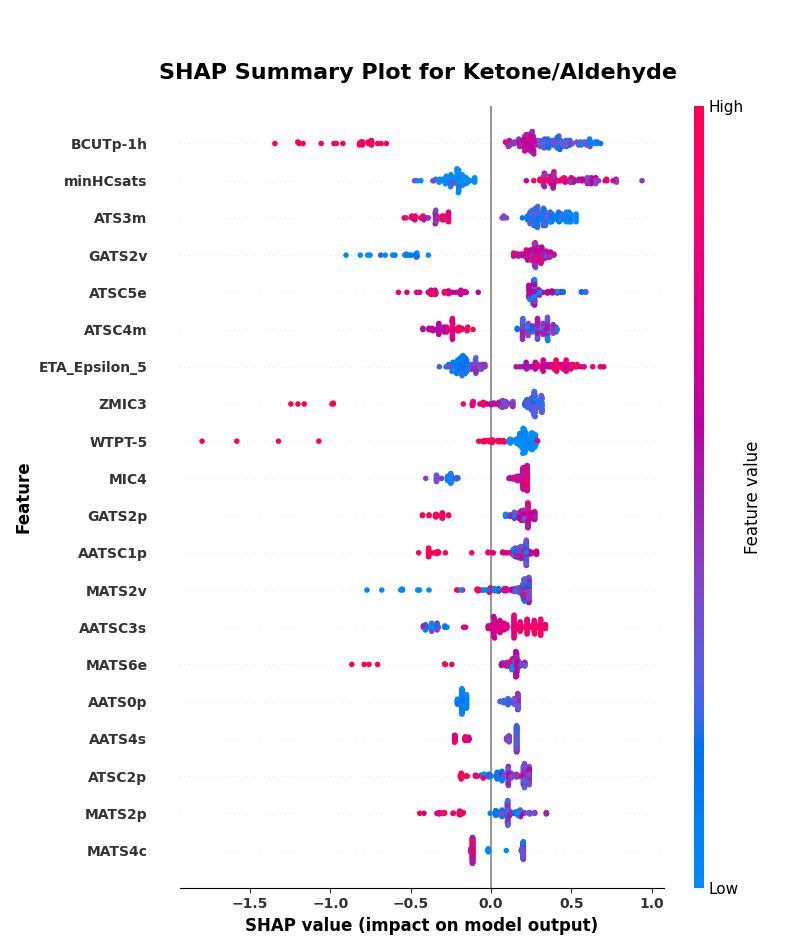 SHAP Summary Plot for Ketone/Aldehyde
High
BCUTp-1h
minHCsats
ATS3m
GATS2v
ATSC5e
ATSC4m
ETA_Epsilon_5
ZMIC3
WTPT-5
MIC4
GATS2p
AATSC1p
MATS2v
AATSC3s
MATS6e
AATS0p
AATS4s
ATSC2p
MATS2p
MATS4c
Feature
Feature value
Low
−1.5 −1.0 −0.5 0.0 0.5 1.0
SHAP value (impact on model output)